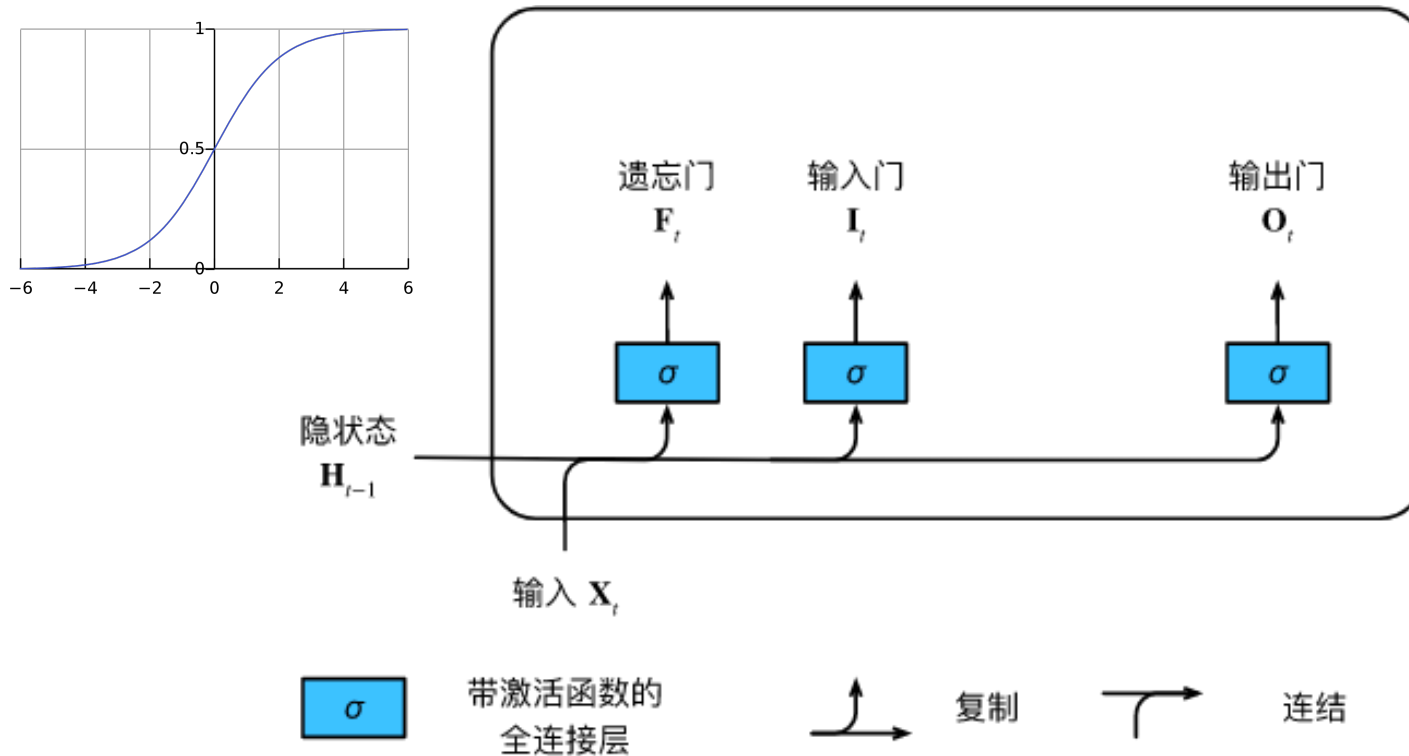 1
0.5
0
−6 −4 −2 0 2 4 6
遗忘门 输入门 输出门
F_t I_t O_t
σ σ σ
隐状态
H_{t−1}
输入 X_t
σ 带激活函数的 复制 连结
全连接层